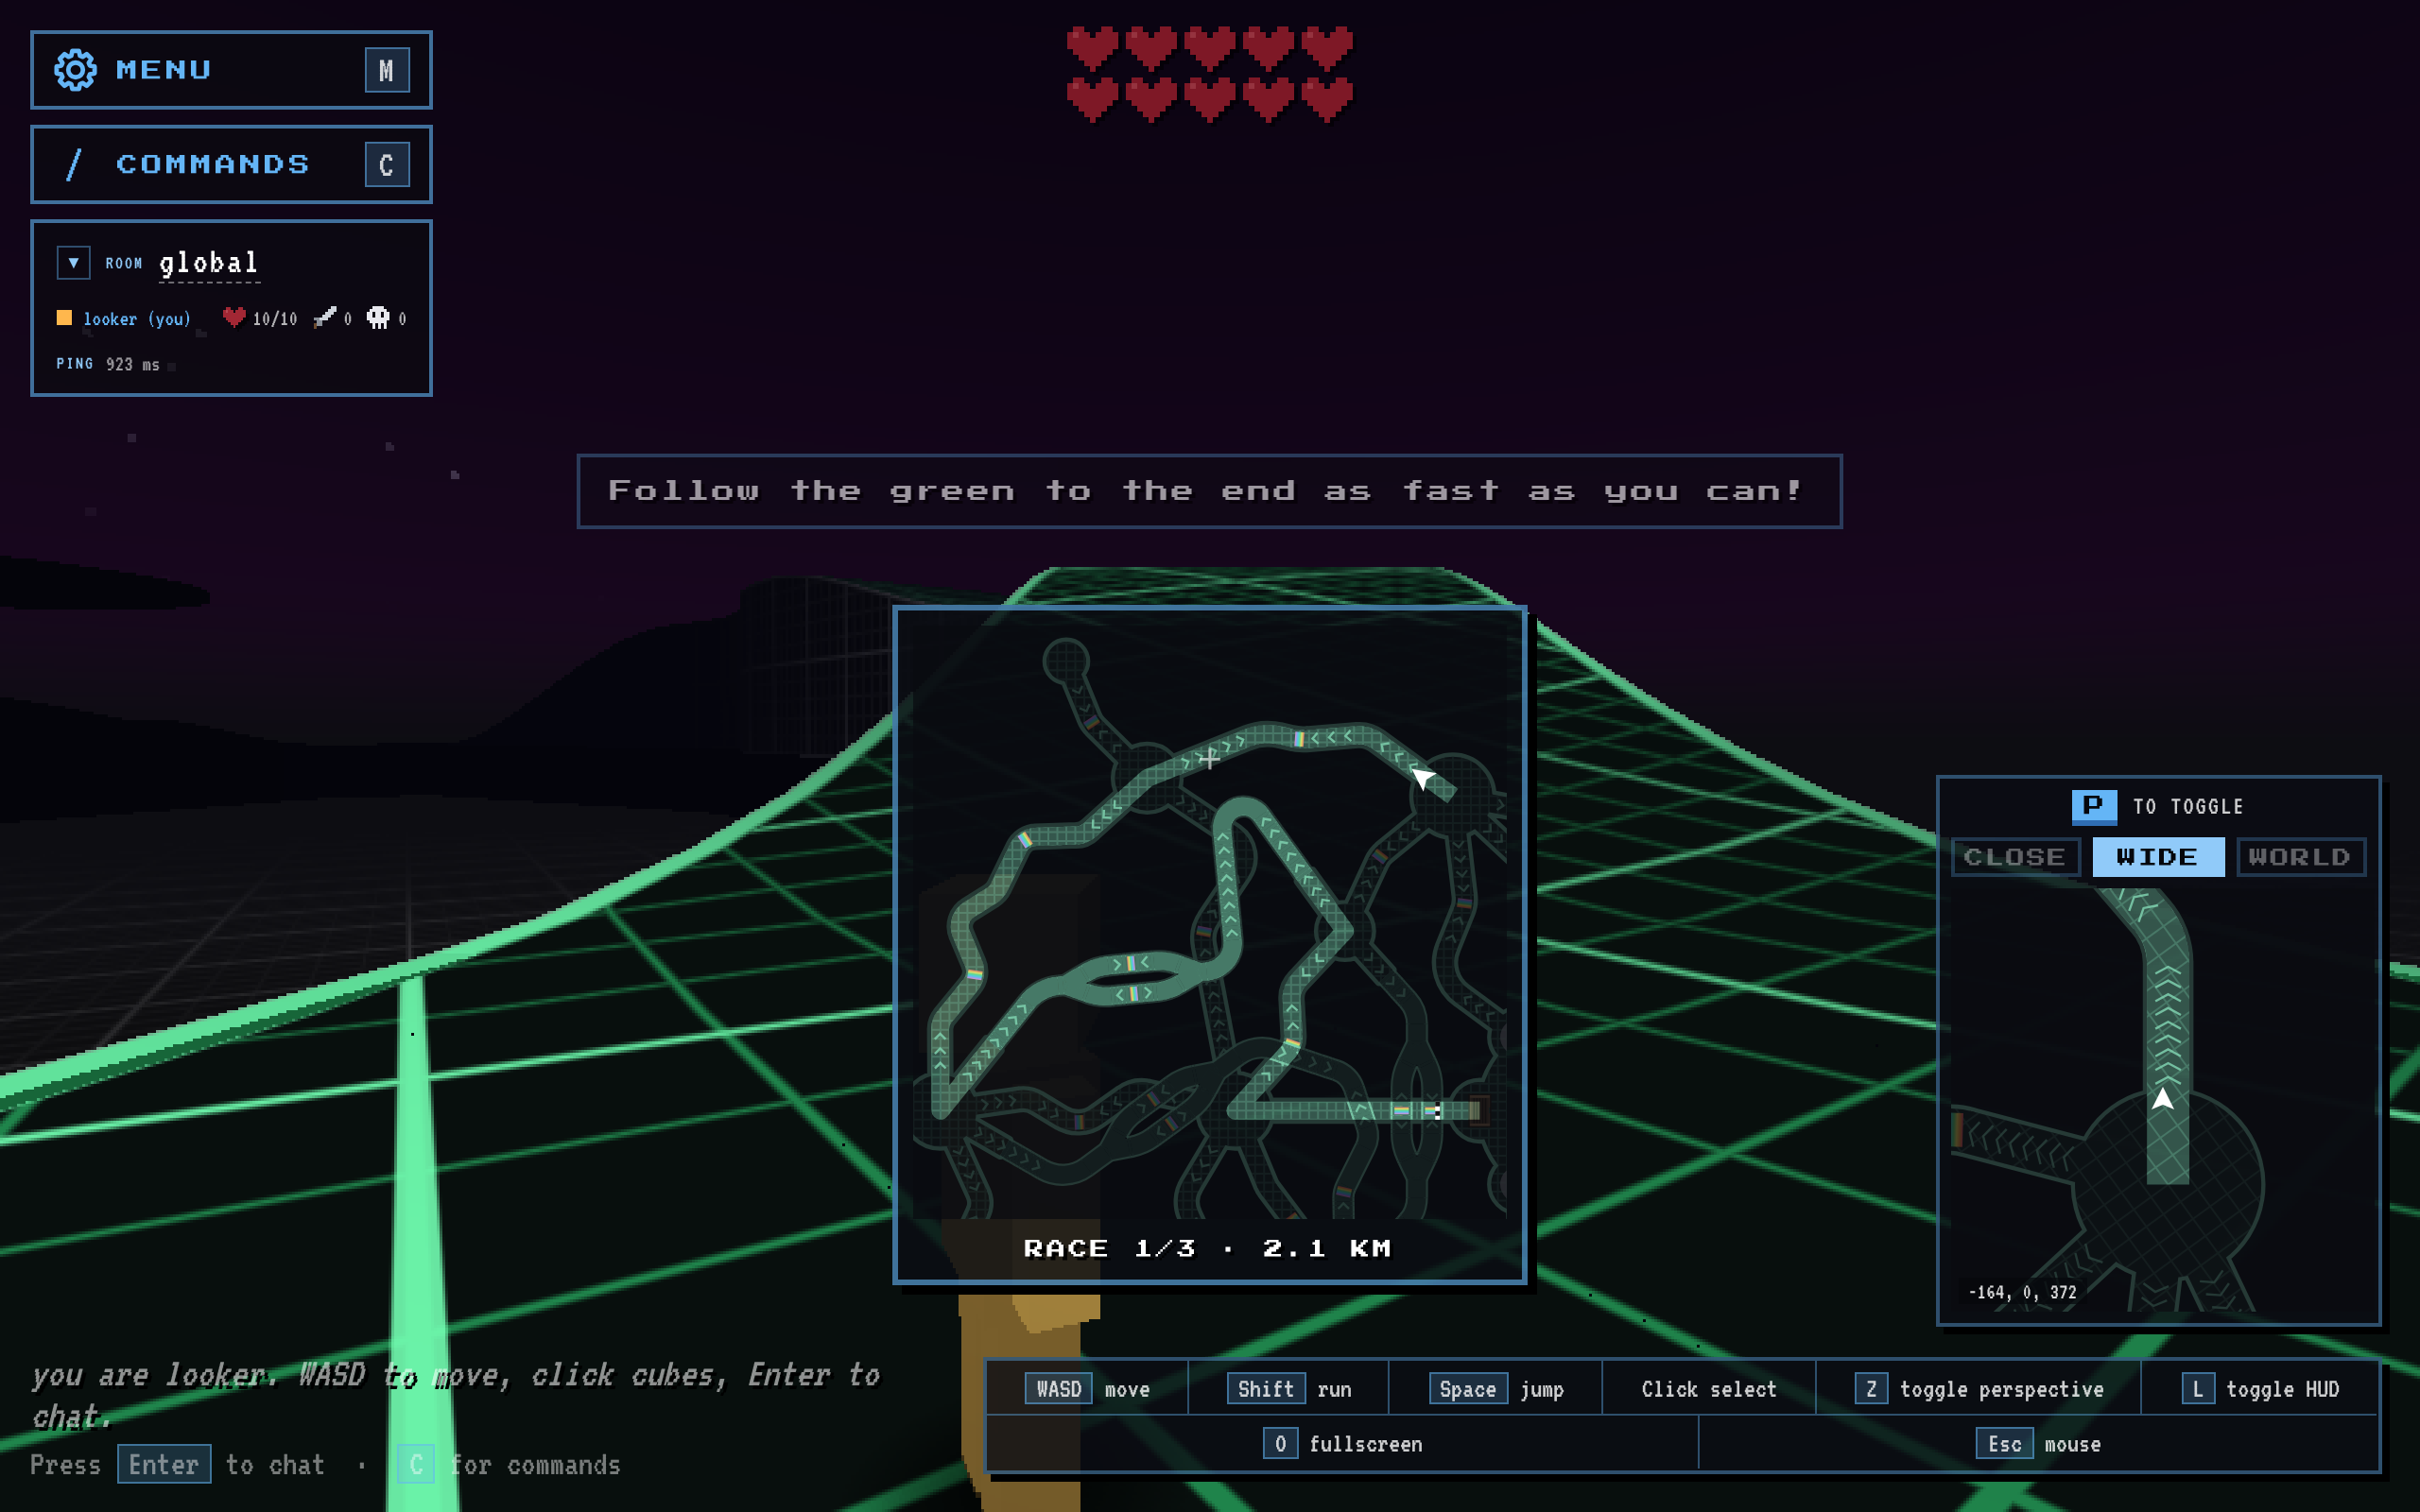 MENU M
/ COMMANDS C
▼ ROOM global
looker (you) 10/10 0 0
PING 923 ms
Follow the green to the end as fast as you can!
P TO TOGGLE
CLOSE WIDE WORLD
-164, 0, 372
RACE 1/3 · 2.1 KM
you are looker. WASD to move, click cubes, Enter to
chat.
Press Enter to chat · C for commands
WASD move Shift run Space jump Click select Z toggle perspective L toggle HUD
O fullscreen Esc mouse